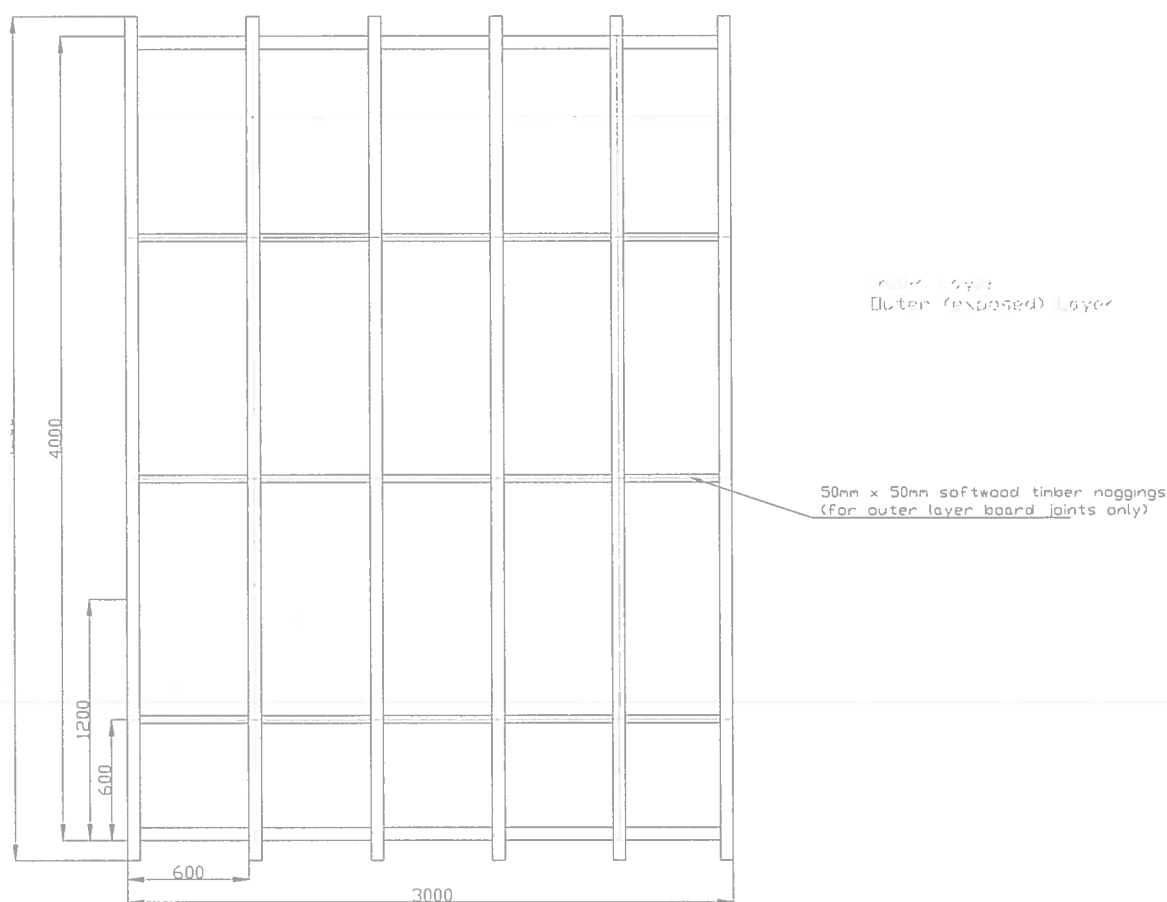 Layer
Outer (exposed) Layer
4000
50mm x 50mm softwood timber noggings
(for outer layer board joints only)
1200
600
600
3000